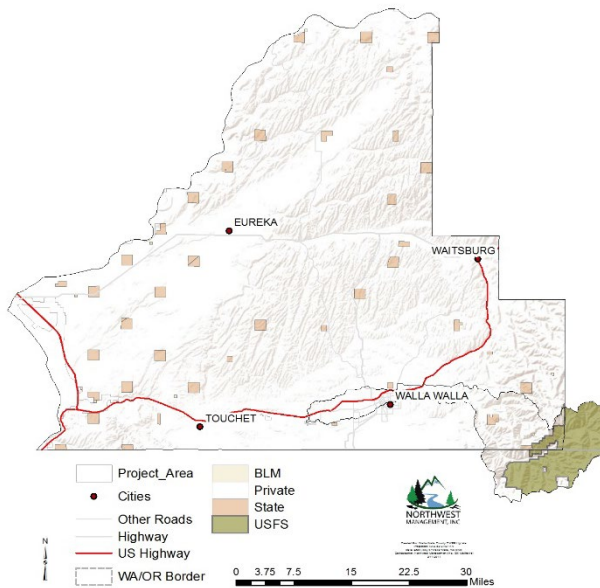 EUREKA
WAITSBURG
WALLA WALLA
TOUCHET
Project_Area
Cities
Other Roads
Highway
US Highway
WA/OR Border
BLM
Private
State
USFS
NORTHWEST
MANAGEMENT, INC
N
S
0 3.75 7.5 15 22.5 30
Miles